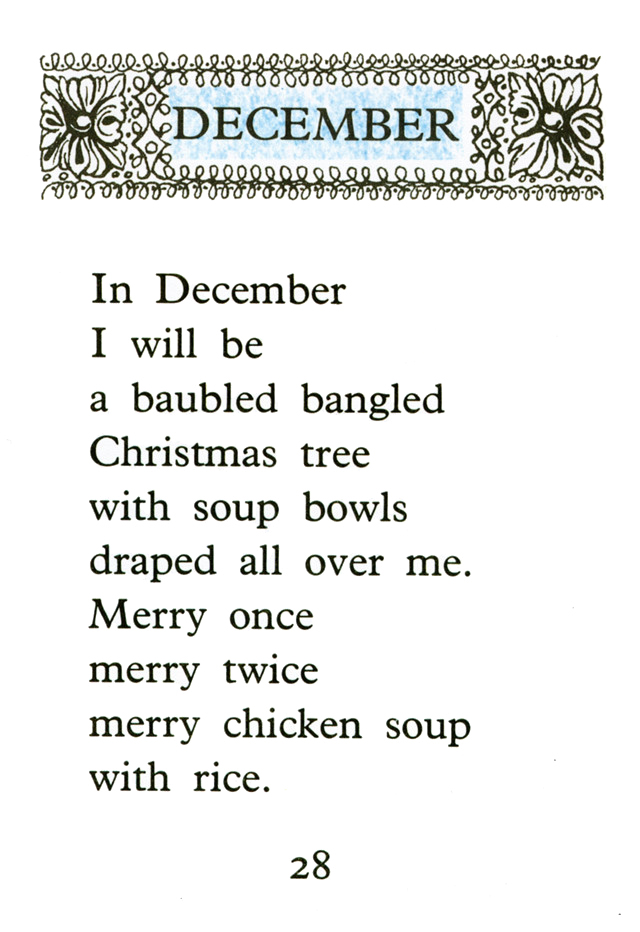 DECEMBER
In December
I will be
a baubled bangled
Christmas tree
with soup bowls
draped all over me.
Merry once
merry twice
merry chicken soup
with rice.
28